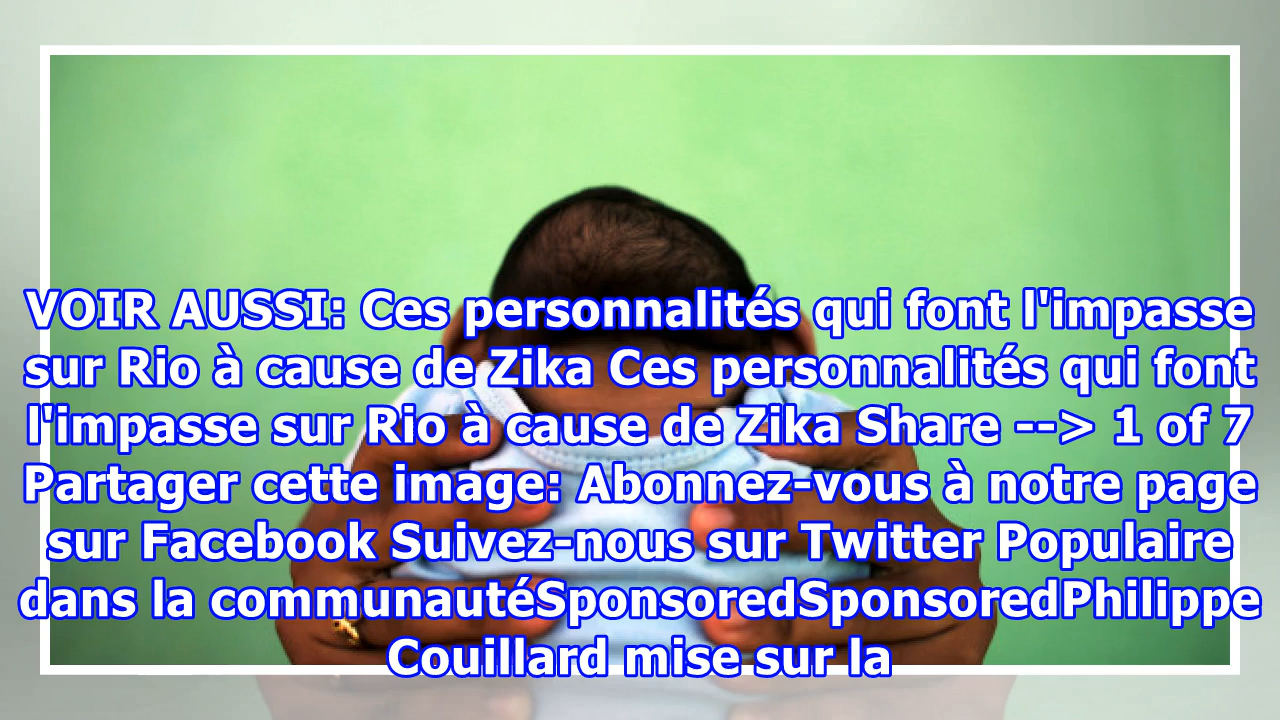 VOIR AUSSI: Ces personnalités qui font l'impasse
sur Rio à cause de Zika Ces personnalités qui font
l'impasse sur Rio à cause de Zika Share --> 1 of 7
Partager cette image: Abonnez-vous à notre page
sur Facebook Suivez-nous sur Twitter Populaire
dans la communautéSponsoredSponsoredPhilippe
Couillard mise sur la